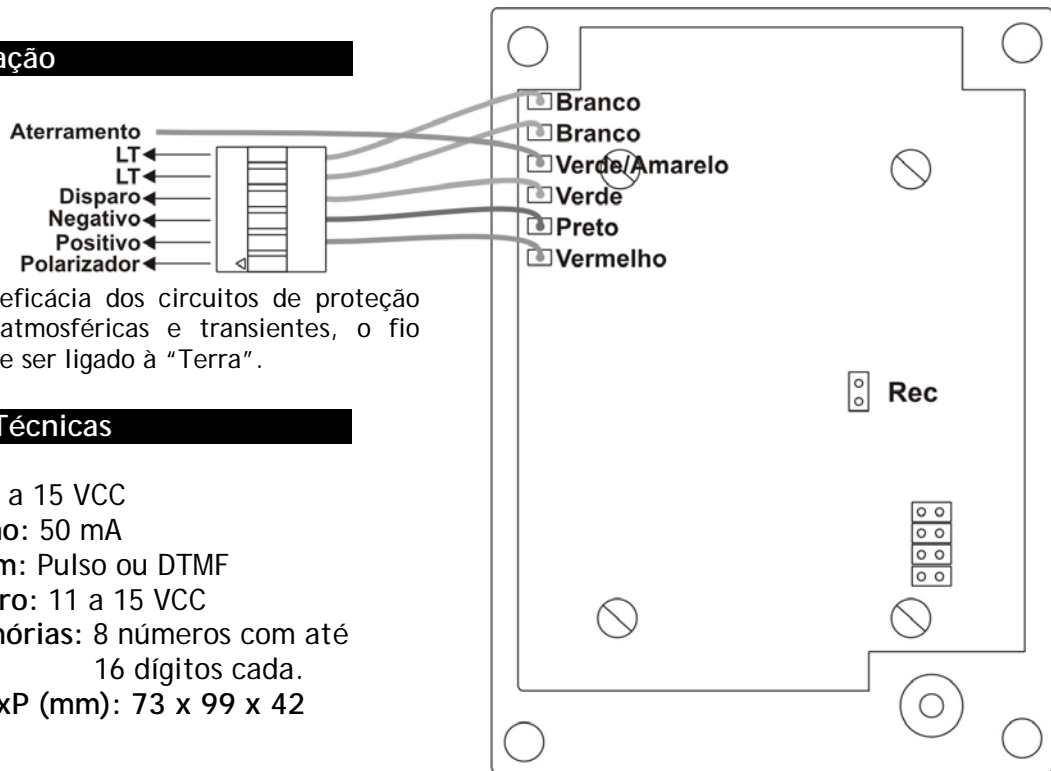 ação
Aterramento
LT
LT
Disparo
Negativo
Positivo
Polarizador
Branco
Branco
Verde/Amarelo
Verde
Preto
Vermelho
eficácia dos circuitos de proteção
atmosféricas e transientes, o fio
e ser ligado à “Terra”.
Rec
Técnicas
a 15 VCC
o: 50 mA
m: Pulso ou DTMF
ro: 11 a 15 VCC
órias: 8 números com até
16 dígitos cada.
xP (mm): 73 x 99 x 42